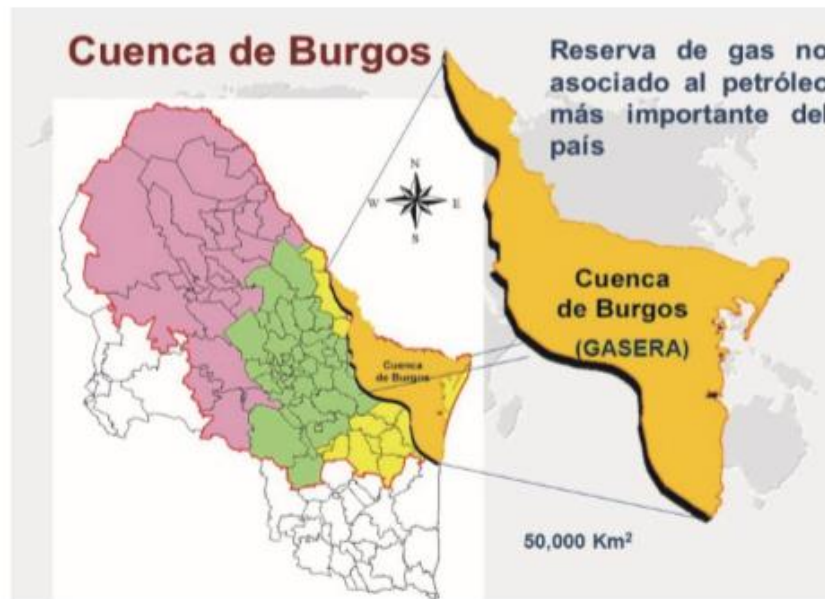 Cuenca de Burgos
Reserva de gas no
asociado al petróleo
más importante del
país
N
W E
S
Cuenca
de Burgos
(GASERA)
Cuenca
de Burgos
50,000 Km²